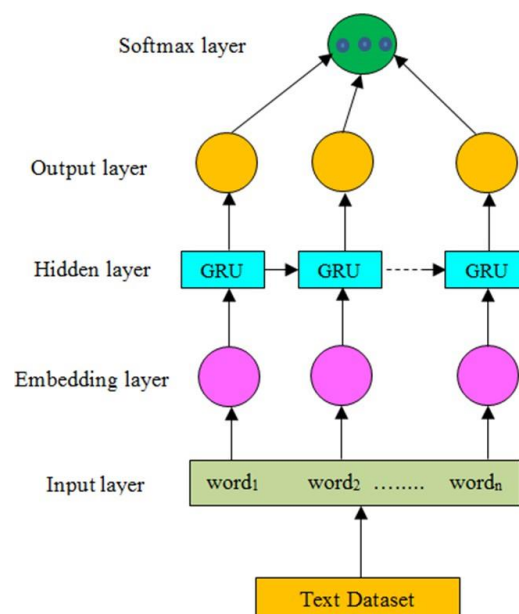 Softmax layer
Output layer
Hidden layer GRU GRU GRU
Embedding layer
Input layer word₁ word₂ …..... wordₙ
Text Dataset